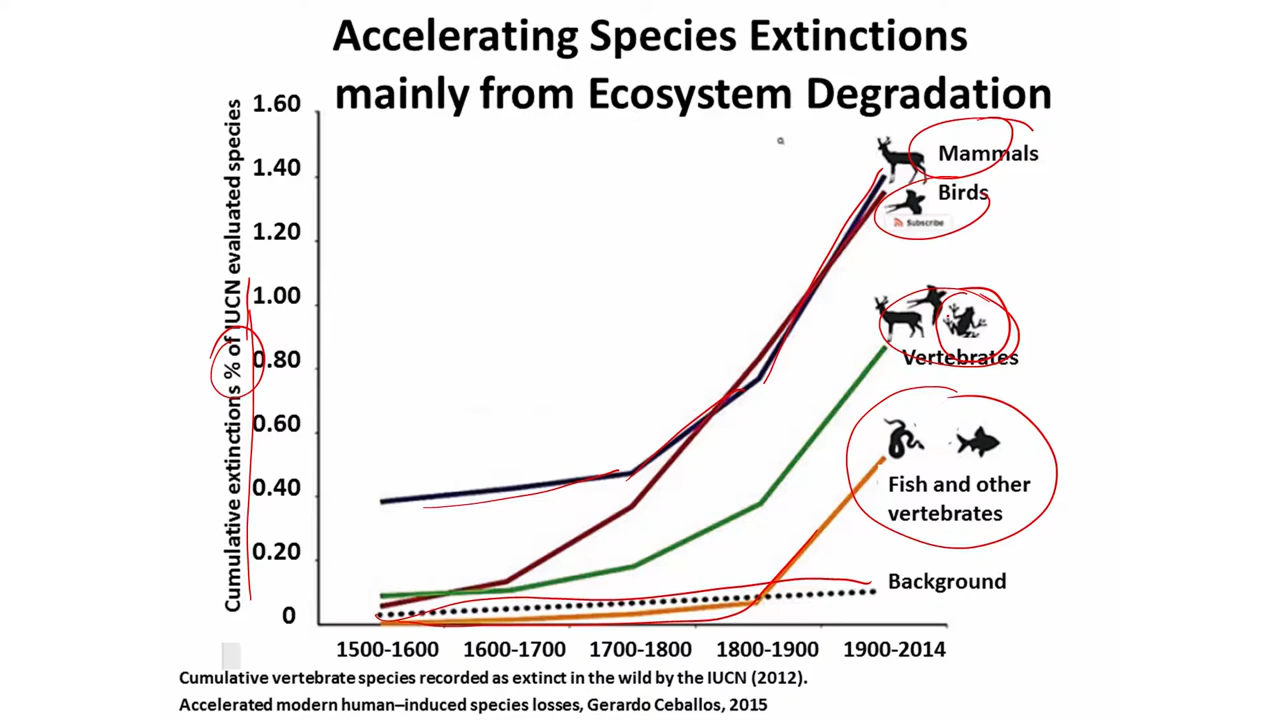 Accelerating Species Extinctions
mainly from Ecosystem Degradation
Cumulative extinctions % of IUCN evaluated species
1.60
1.40
1.20
1.00
0.80
0.60
0.40
0.20
0
Mammals
Birds
Subscribe
Vertebrates
Fish and other
vertebrates
Background
1500-1600 1600-1700 1700-1800 1800-1900 1900-2014
Cumulative vertebrate species recorded as extinct in the wild by the IUCN (2012).
Accelerated modern human–induced species losses, Gerardo Ceballos, 2015